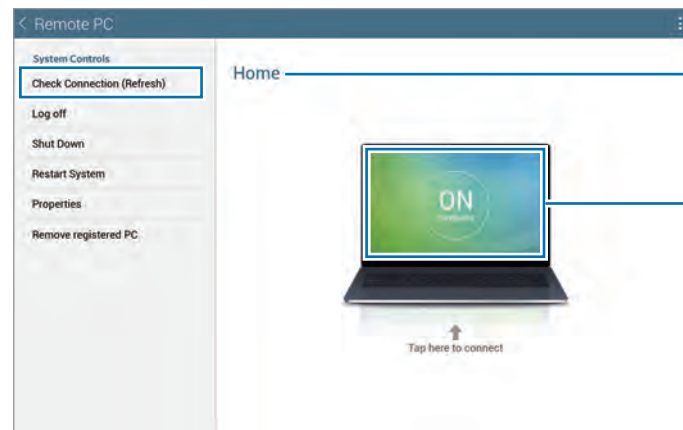 Remote PC
System Controls
Check Connection (Refresh)
Log off
Shut Down
Restart System
Properties
Remove registered PC
Home
ON
Tap here to connect